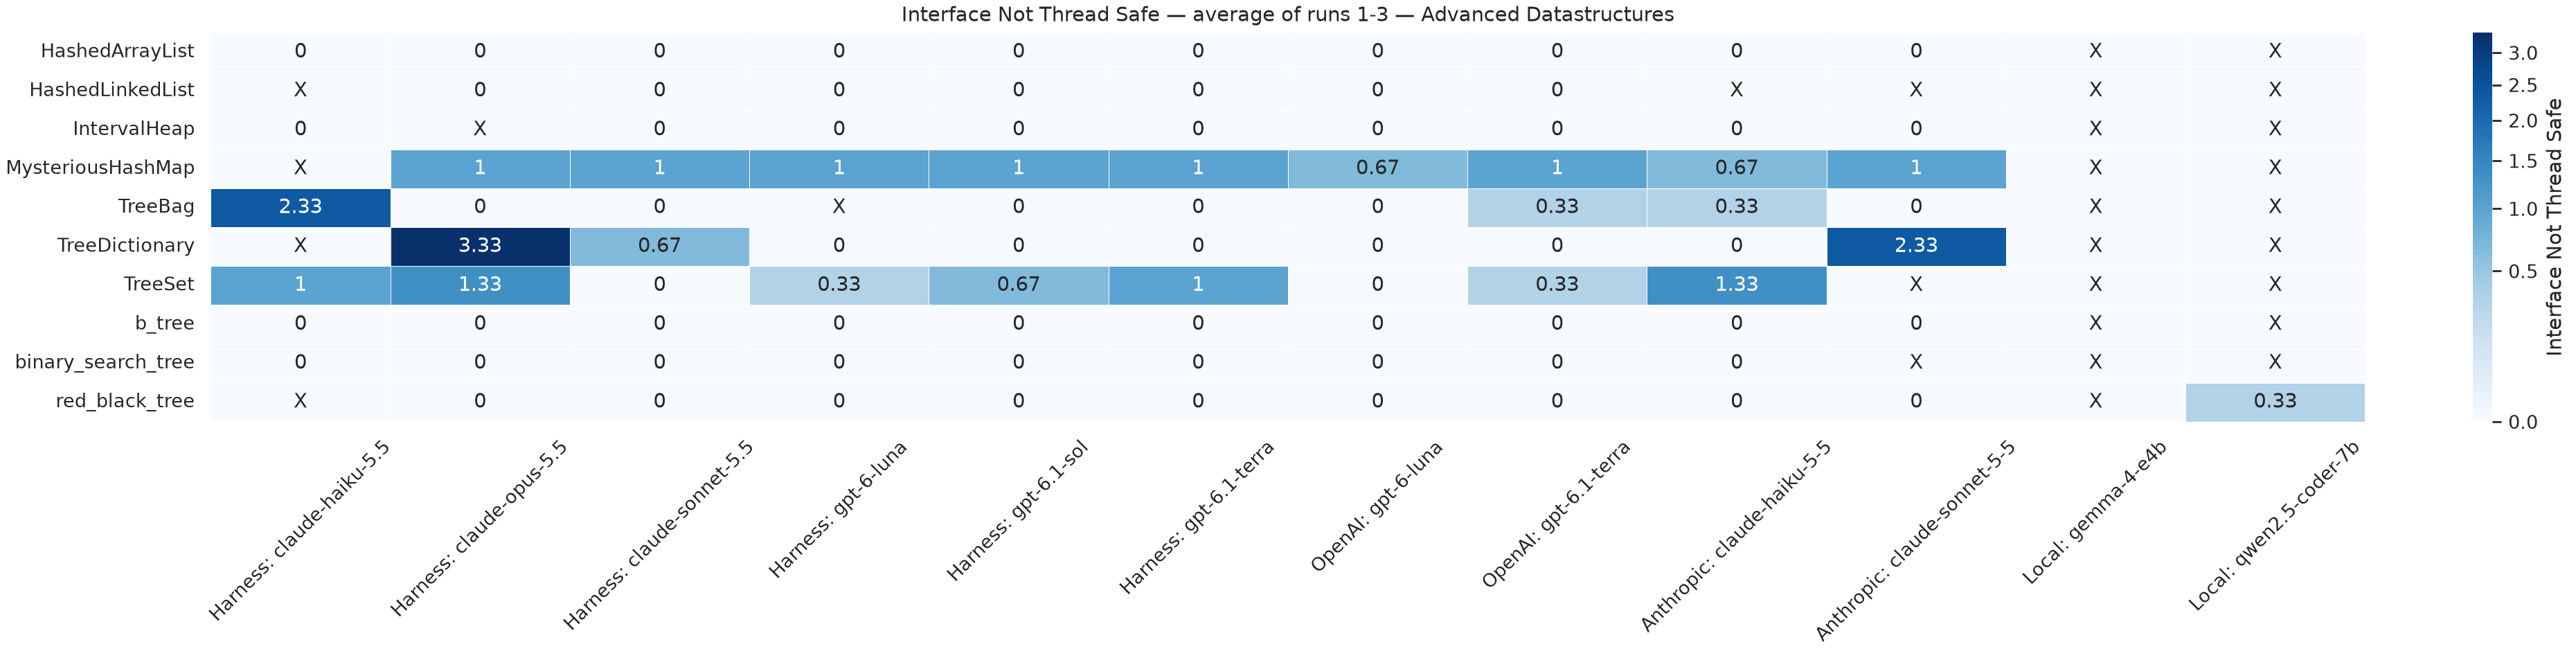 Interface Not Thread Safe — average of runs 1-3 — Advanced Datastructures
HashedArrayList 0 0 0 0 0 0 0 0 0 0 X X
HashedLinkedList X 0 0 0 0 0 0 0 X X X X
IntervalHeap 0 X 0 0 0 0 0 0 0 0 X X
MysteriousHashMap X 1 1 1 1 1 0.67 1 0.67 1 X X
TreeBag 2.33 0 0 X 0 0 0 0.33 0.33 0 X X
TreeDictionary X 3.33 0.67 0 0 0 0 0 0 2.33 X X
TreeSet 1 1.33 0 0.33 0.67 1 0 0.33 1.33 X X X
b_tree 0 0 0 0 0 0 0 0 0 0 X X
binary_search_tree 0 0 0 0 0 0 0 0 0 X X X
red_black_tree X 0 0 0 0 0 0 0 0 0 X 0.33
Harness: claude-haiku-5.5
Harness: claude-opus-5.5
Harness: claude-sonnet-5.5
Harness: gpt-6-luna
Harness: gpt-6.1-sol
Harness: gpt-6.1-terra
OpenAI: gpt-6-luna
OpenAI: gpt-6.1-terra
Anthropic: claude-haiku-5-5
Anthropic: claude-sonnet-5-5
Local: gemma-4-e4b
Local: qwen2.5-coder-7b
3.0
2.5
2.0
1.5
1.0
0.5
0.0
Interface Not Thread Safe